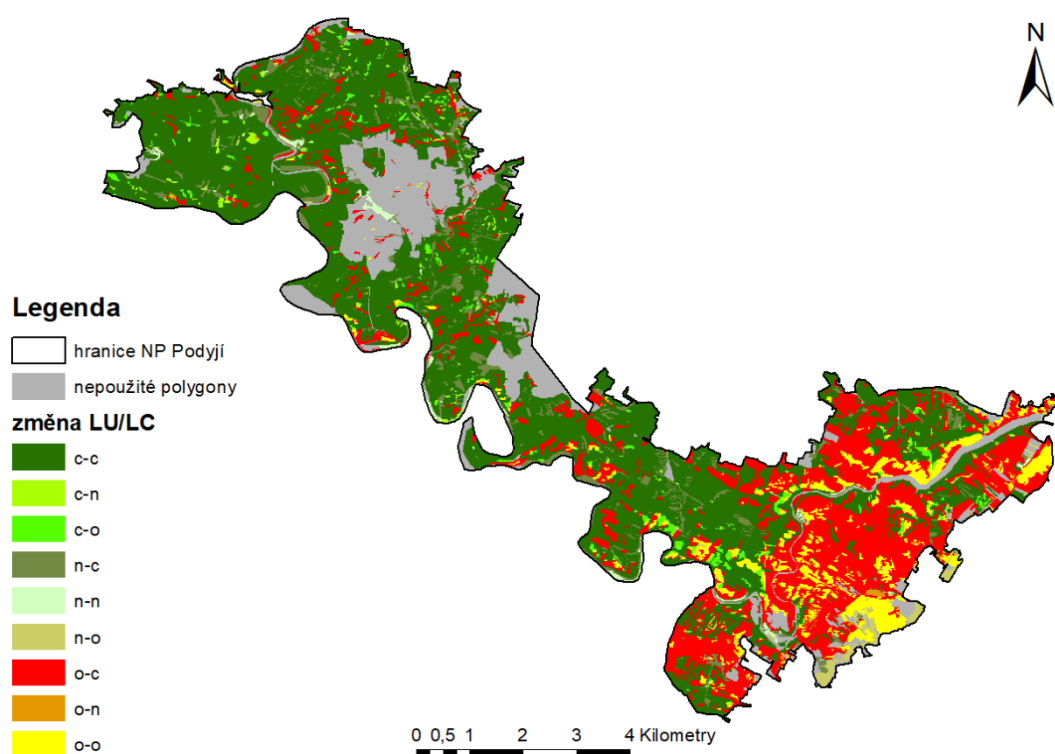 N
Legenda
hranice NP Podyjí
nepoužité polygony
změna LU/LC
c-c
c-n
c-o
n-c
n-n
n-o
o-c
o-n
o-o
0 0,5 1 2 3 4 Kilometry